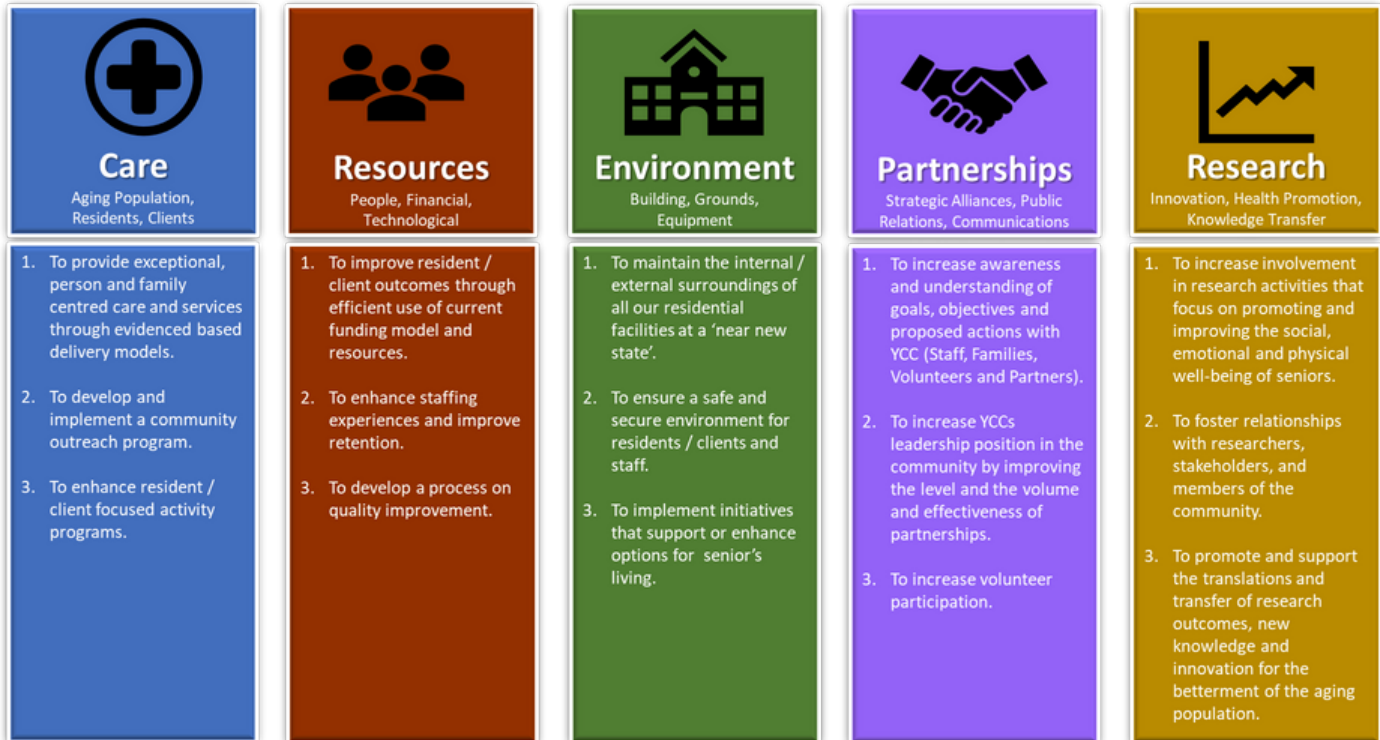 Care
Aging Population,
Residents, Clients
1. To provide exceptional,
person and family
centred care and services
through evidenced based
delivery models.
2. To develop and
implement a community
outreach program.
3. To enhance resident /
client focused activity
programs.
Resources
People, Financial,
Technological
1. To improve resident /
client outcomes through
efficient use of current
funding model and
resources.
2. To enhance staffing
experiences and improve
retention.
3. To develop a process on
quality improvement.
Environment
Building, Grounds,
Equipment
1. To maintain the internal /
external surroundings of
all our residential
facilities at a ‘near new
state’.
2. To ensure a safe and
secure environment for
residents / clients and
staff.
3. To implement initiatives
that support or enhance
options for senior’s
living.
Partnerships
Strategic Alliances, Public
Relations, Communications
1. To increase awareness
and understanding of
goals, objectives and
proposed actions with
YCC (Staff, Families,
Volunteers and Partners).
2. To increase YCCs
leadership position in the
community by improving
the level and the volume
and effectiveness of
partnerships.
3. To increase volunteer
participation.
Research
Innovation, Health Promotion,
Knowledge Transfer
1. To increase involvement
in research activities that
focus on promoting and
improving the social,
emotional and physical
well-being of seniors.
2. To foster relationships
with researchers,
stakeholders, and
members of the
community.
3. To promote and support
the translations and
transfer of research
outcomes, new
knowledge and
innovation for the
betterment of the aging
population.